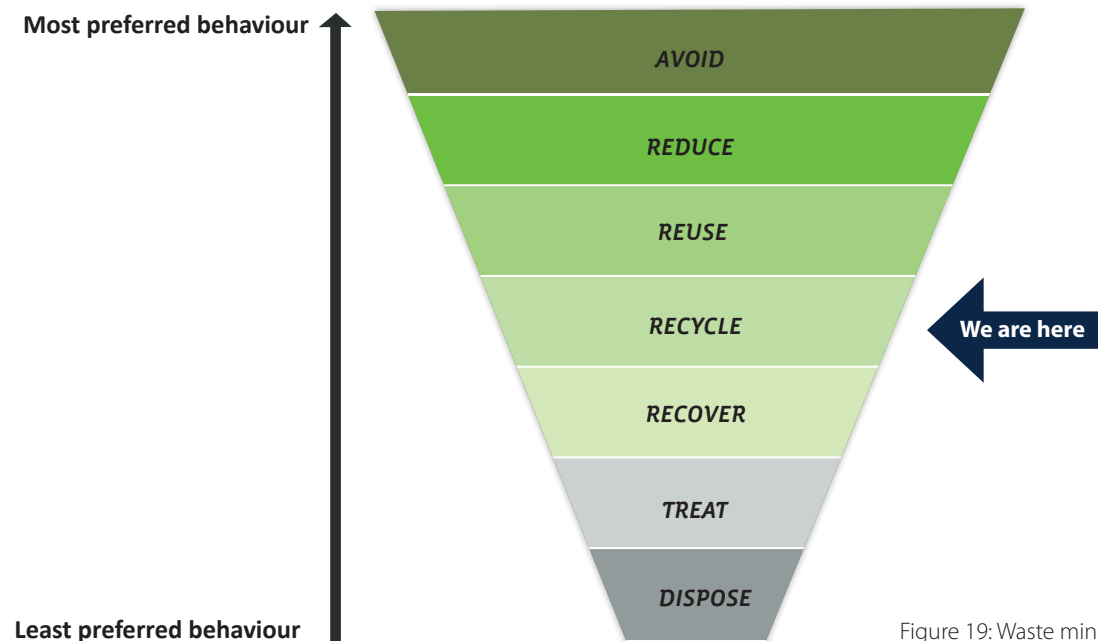 Most preferred behaviour
AVOID
REDUCE
REUSE
RECYCLE
We are here
RECOVER
TREAT
DISPOSE
Least preferred behaviour
Figure 19: Waste min